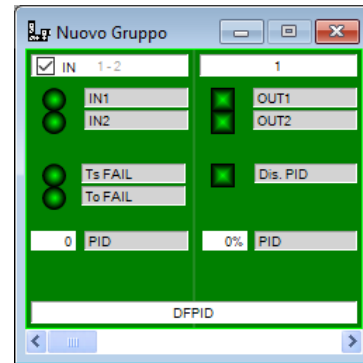 Nuovo Gruppo
IN 1 - 2 1
IN1 OUT1
IN2 OUT2
Ts FAIL Dis. PID
To FAIL
0 PID 0% PID
DFPID